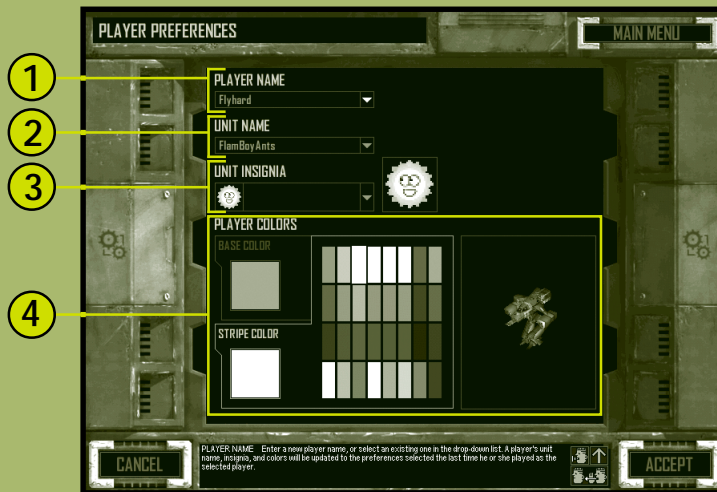 PLAYER PREFERENCES
MAIN MENU
1
PLAYER NAME
Flyhard
2
UNIT NAME
FlamBoyAnts
3
UNIT INSIGNIA
PLAYER COLORS
BASE COLOR
4
STRIPE COLOR
CANCEL
PLAYER NAME Enter a new player name, or select an existing one in the drop-down list. A player's unit
name, insignia, and colors will be updated to the preferences selected the last time he or she played as the
selected player.
ACCEPT